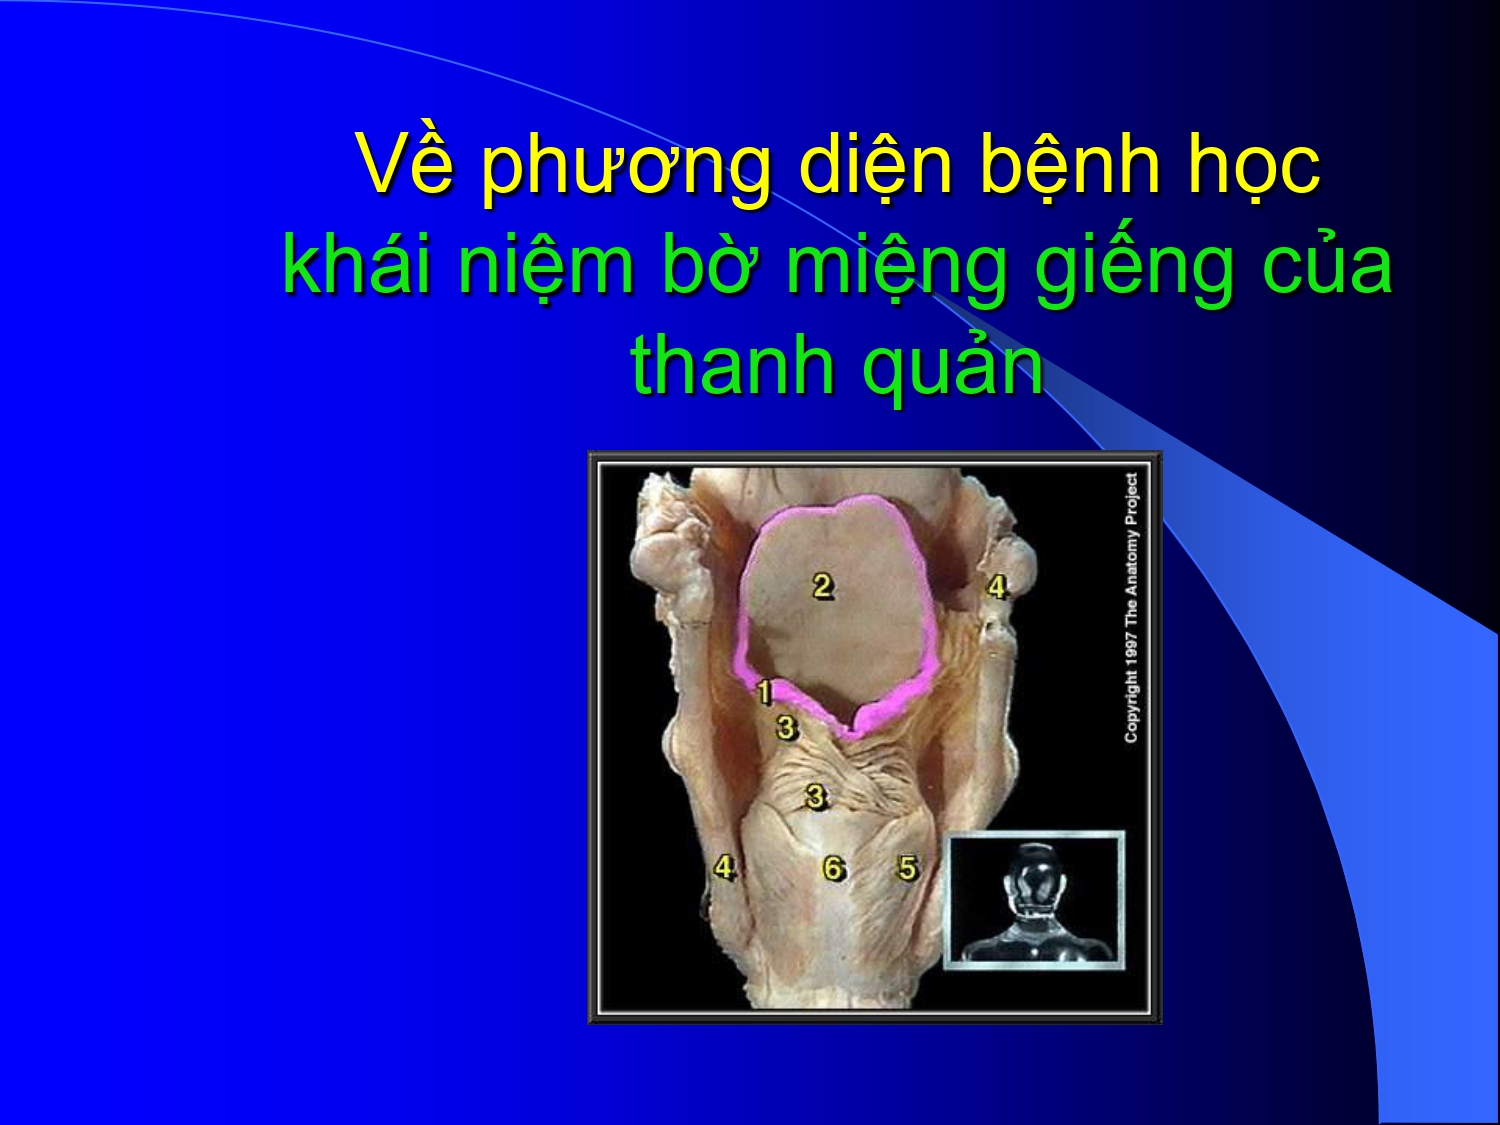 Về phương diện bệnh học
khái niệm bờ miệng giếng của
thanh quản
Copyright 1997 The Anatomy Project
2
4
1
3
3
4
6
5